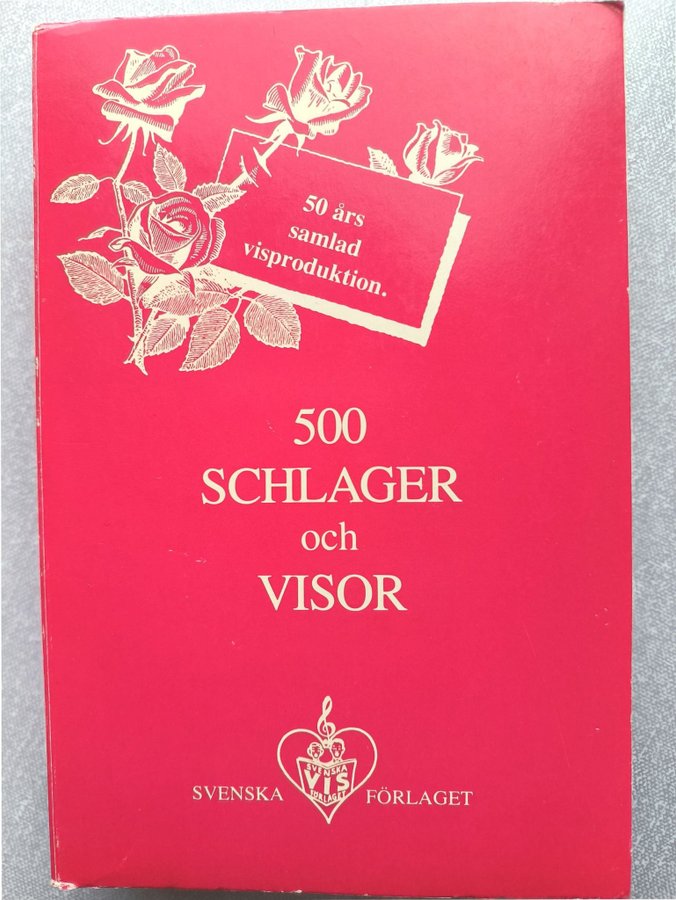 50 års
samlad
visproduktion.
500
SCHLAGER
och
VISOR
SVENSKA
SVENSKA
VIS
FÖRLAGET
FÖRLAGET